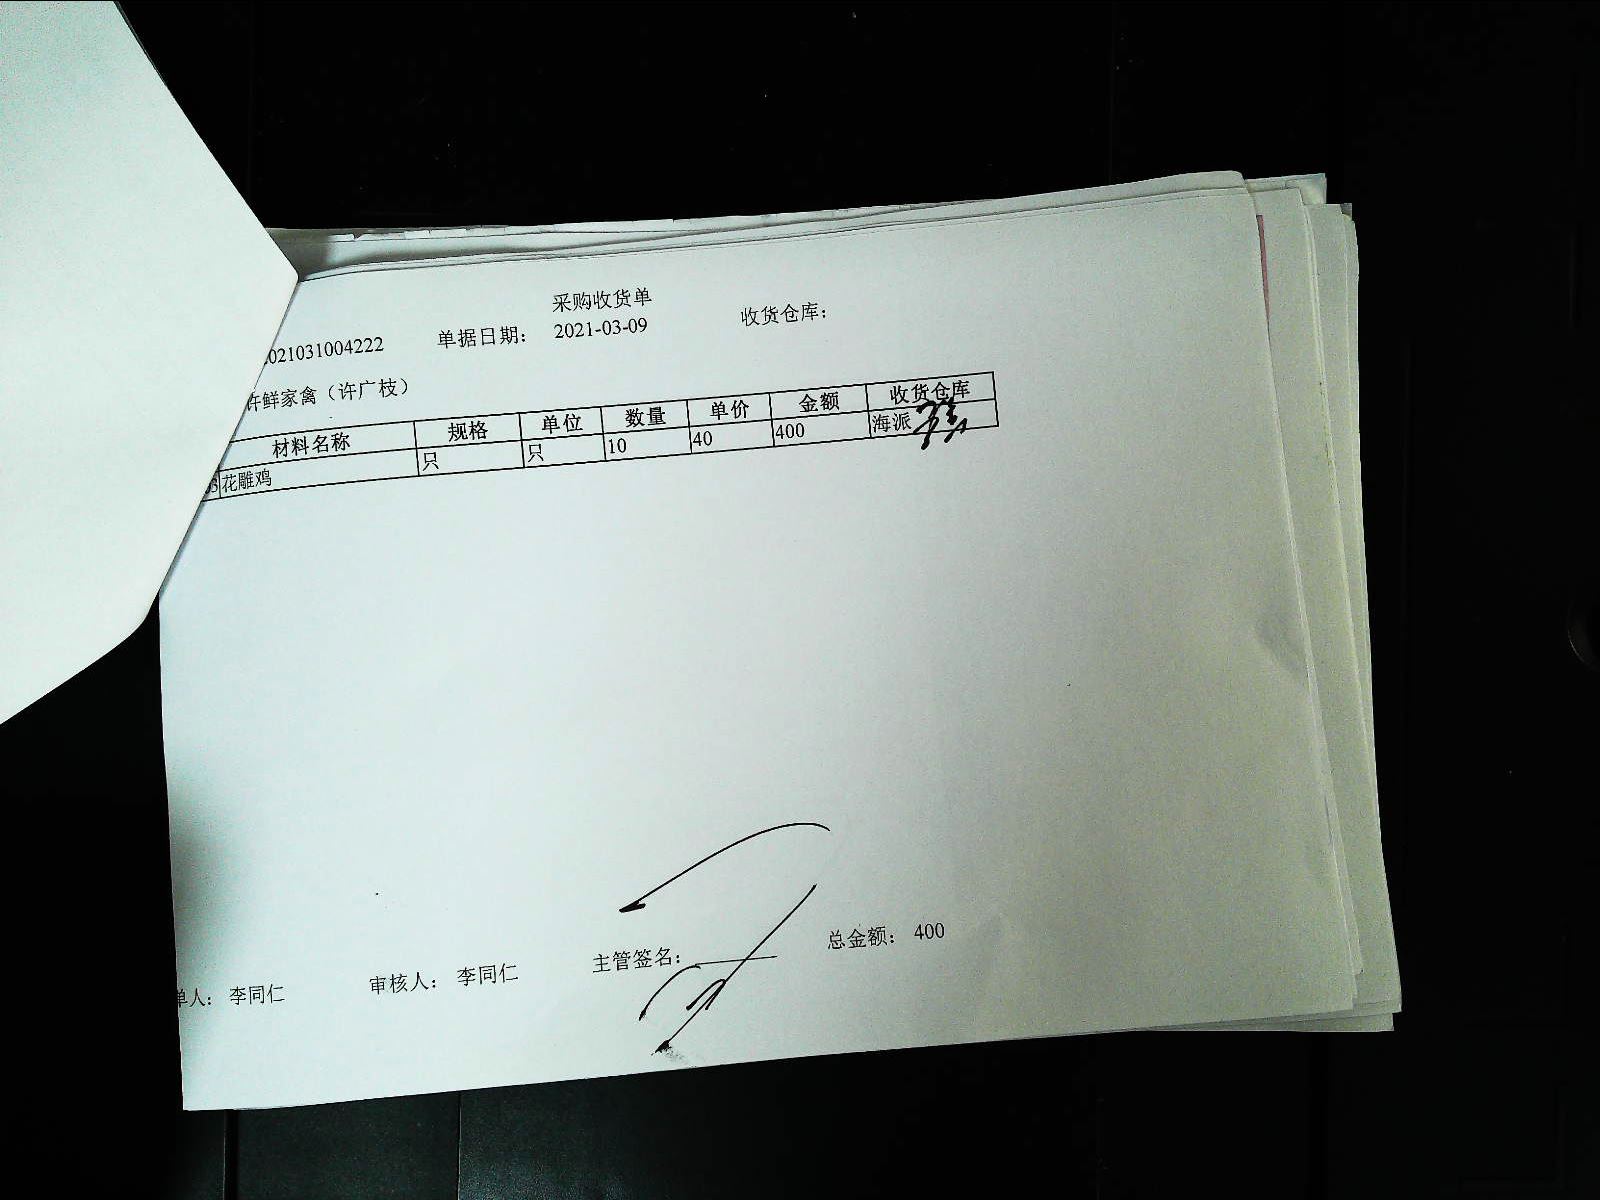 采购收货单
021031004222 单据日期: 2021-03-09 收货仓库:
许鲜家禽（许广枝）
材料名称 规格 单位 数量 单价 金额 收货仓库
3 花雕鸡 只 只 10 40 400 海派
单人: 李同仁 审核人: 李同仁 主管签名: 总金额: 400